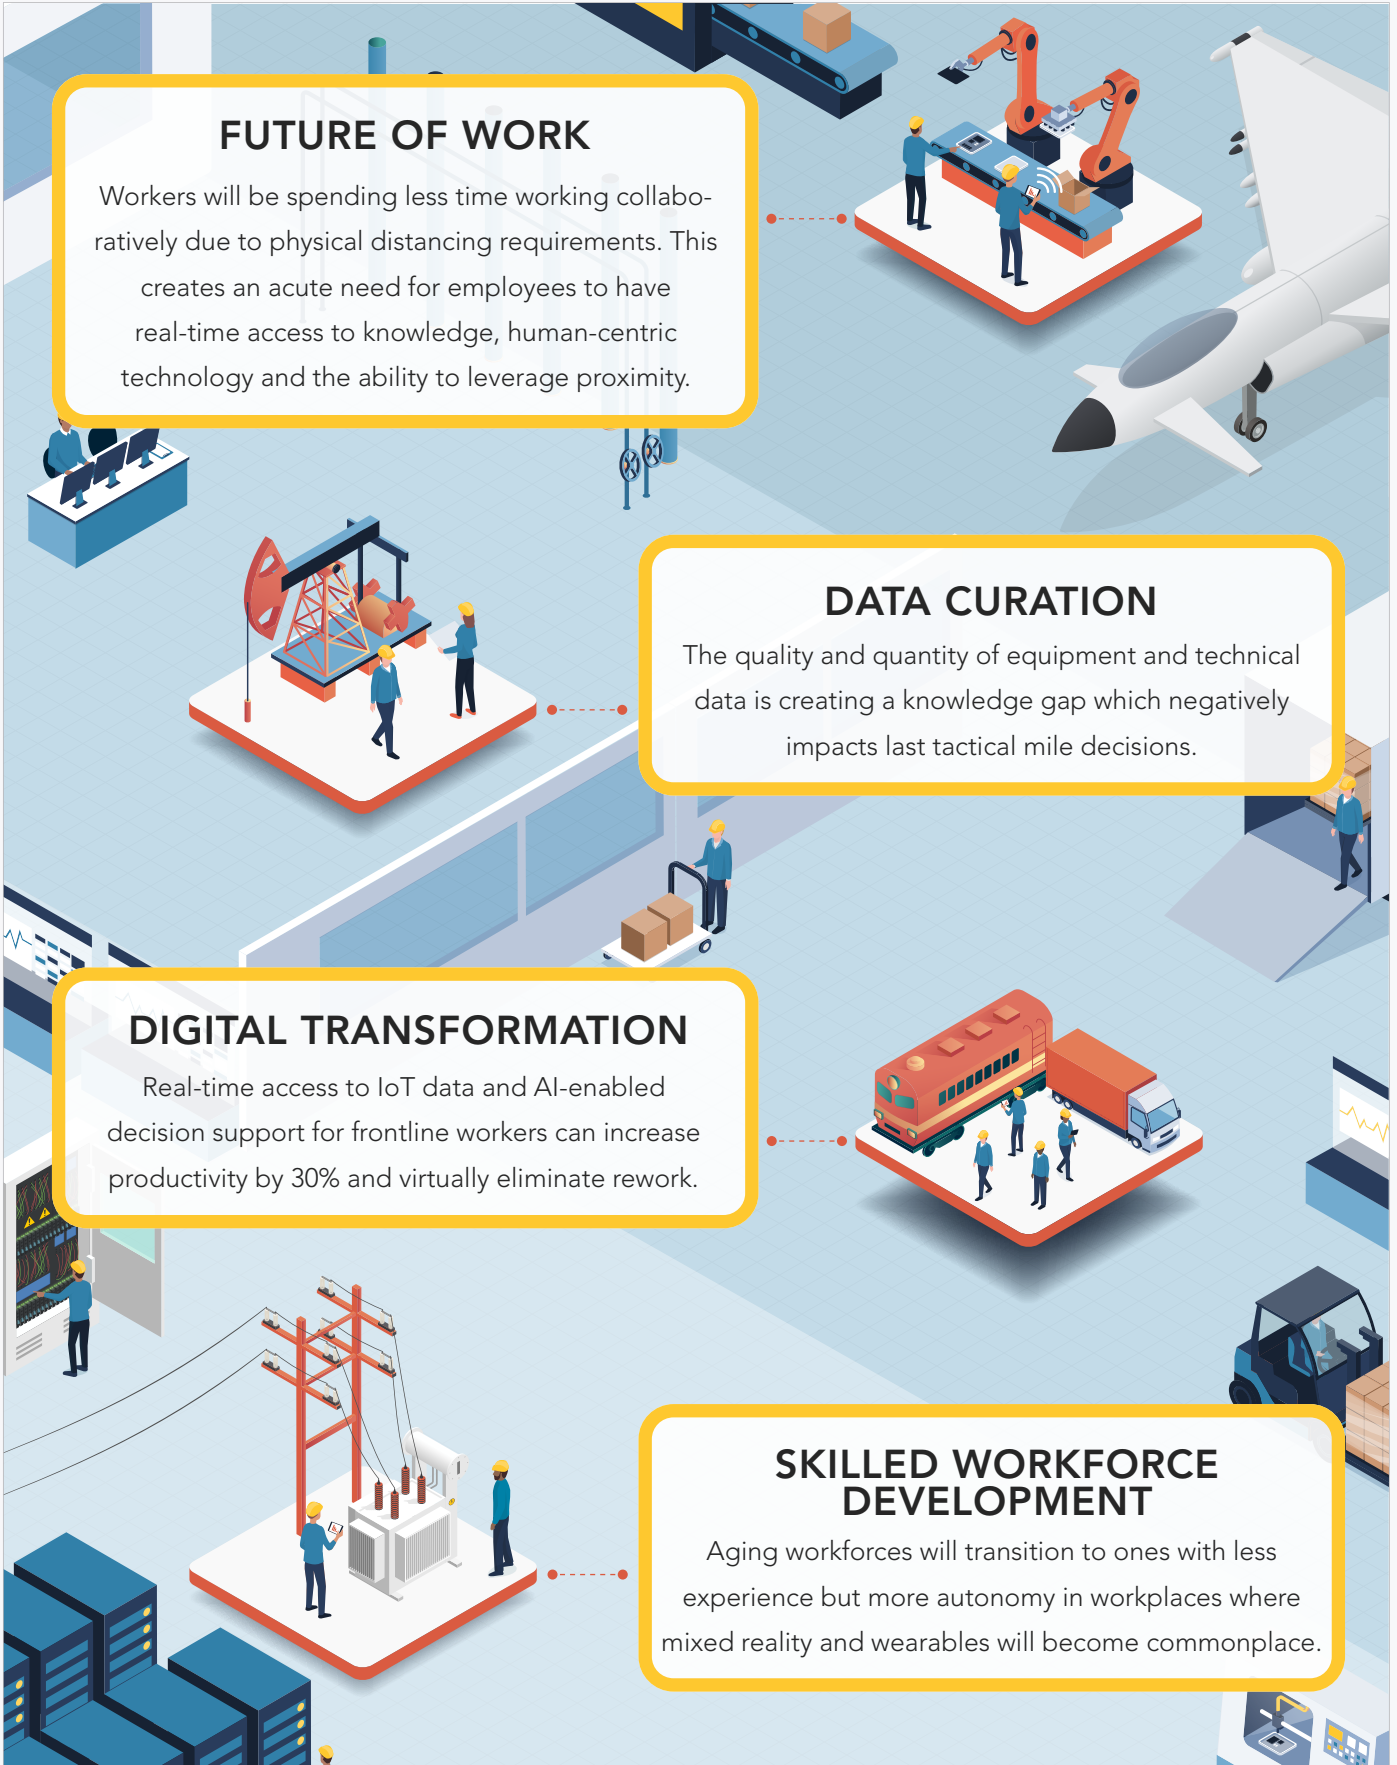 FUTURE OF WORK
Workers will be spending less time working collabo-
ratively due to physical distancing requirements. This
creates an acute need for employees to have
real-time access to knowledge, human-centric
technology and the ability to leverage proximity.
DATA CURATION
The quality and quantity of equipment and technical
data is creating a knowledge gap which negatively
impacts last tactical mile decisions.
DIGITAL TRANSFORMATION
Real-time access to IoT data and AI-enabled
decision support for frontline workers can increase
productivity by 30% and virtually eliminate rework.
SKILLED WORKFORCE
DEVELOPMENT
Aging workforces will transition to ones with less
experience but more autonomy in workplaces where
mixed reality and wearables will become commonplace.